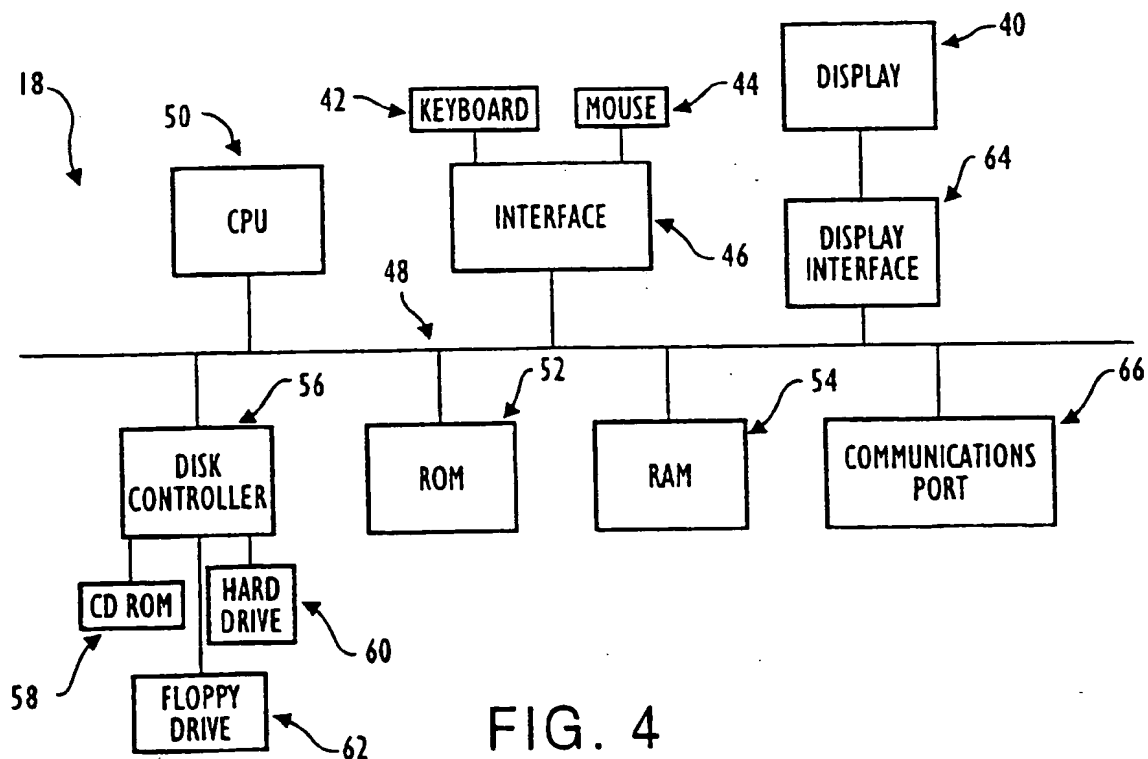 40
DISPLAY
18
42
KEYBOARD
MOUSE
44
50
64
CPU
INTERFACE
46
DISPLAY
INTERFACE
48
56
52
54
66
DISK
CONTROLLER
ROM
RAM
COMMUNICATIONS
PORT
CD ROM
HARD
DRIVE
60
58
FLOPPY
DRIVE
62
FIG. 4